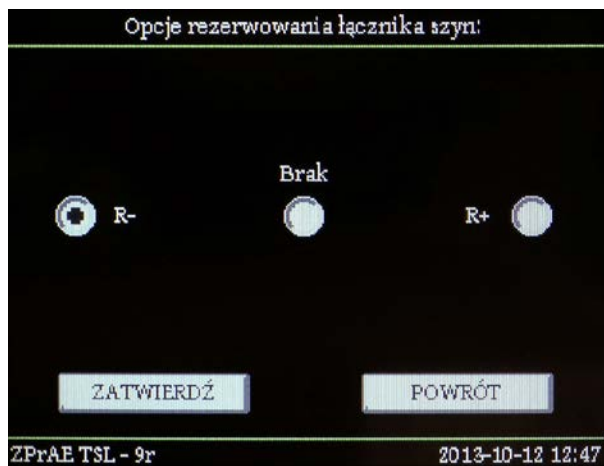 Opcje rezerwowania łącznika szyn:
Brak
R-
R+
ZATWIERDŹ
POWRÓT
ZPrAE TSL - 9r
2013-10-12 12:47